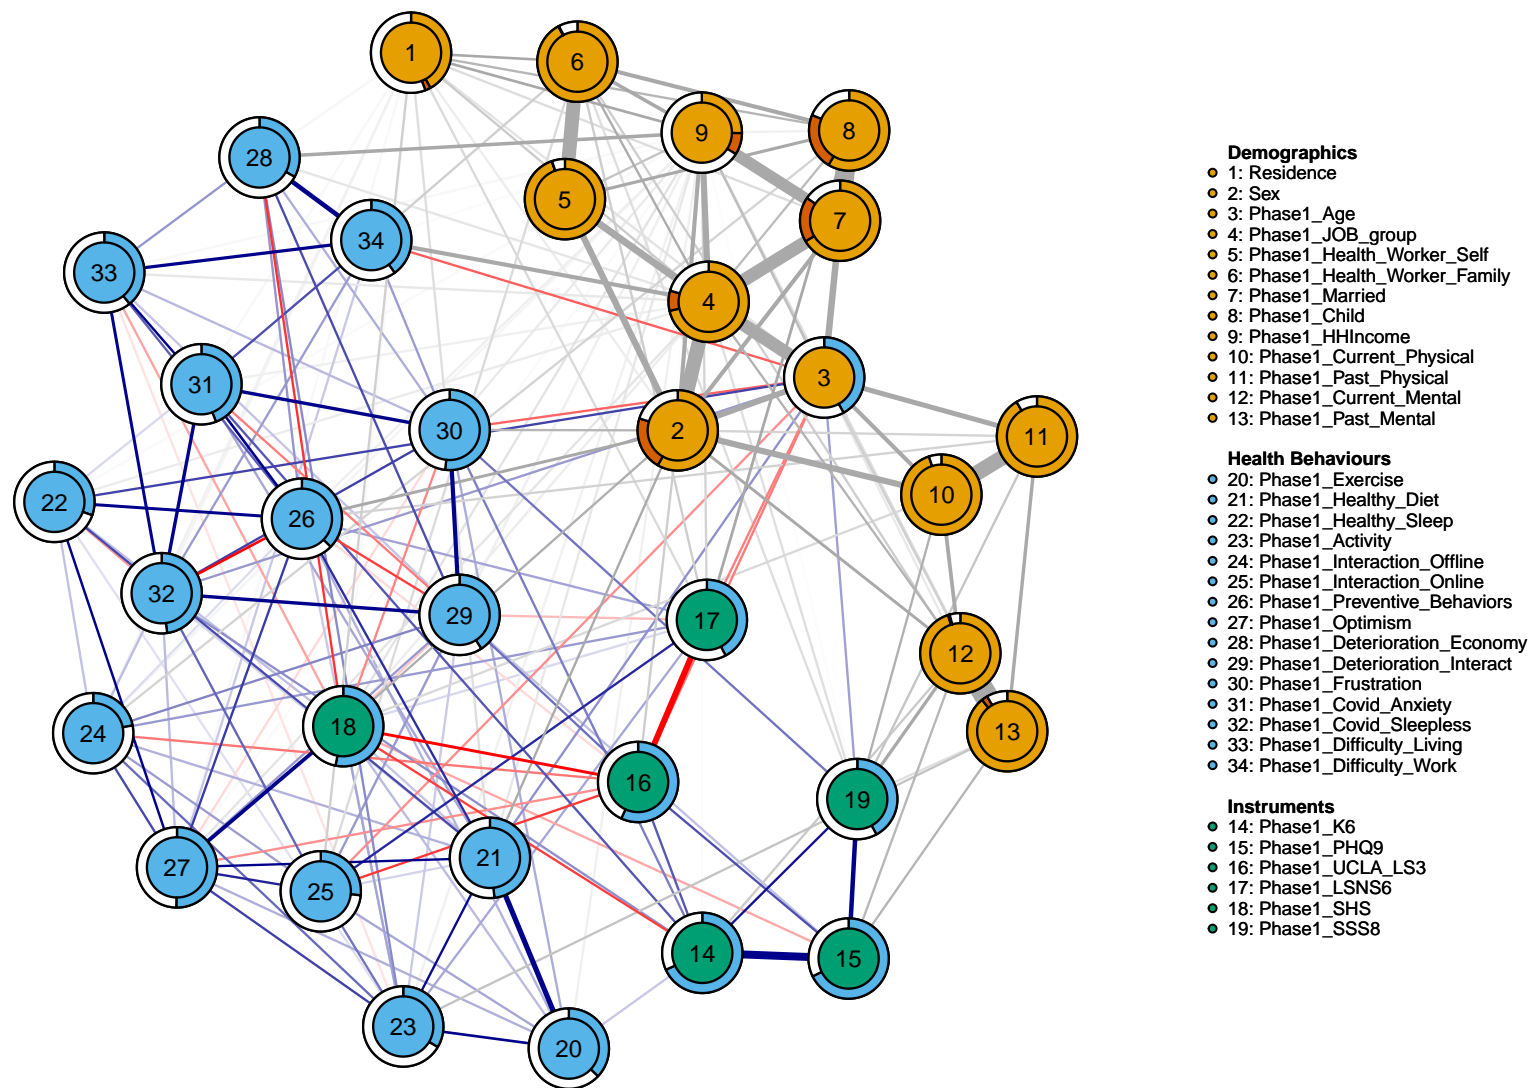 1
6
9
8
28
5
7
34
33
4
3
31
30
2
11
10
22
26
32
29
17
12
24
18
13
16
19
27
25
21
14
15
23
20
Demographics
1: Residence
2: Sex
3: Phase1_Age
4: Phase1_JOB_group
5: Phase1_Health_Worker_Self
6: Phase1_Health_Worker_Family
7: Phase1_Married
8: Phase1_Child
9: Phase1_HHIncome
10: Phase1_Current_Physical
11: Phase1_Past_Physical
12: Phase1_Current_Mental
13: Phase1_Past_Mental
Health Behaviours
20: Phase1_Exercise
21: Phase1_Healthy_Diet
22: Phase1_Healthy_Sleep
23: Phase1_Activity
24: Phase1_Interaction_Offline
25: Phase1_Interaction_Online
26: Phase1_Preventive_Behaviors
27: Phase1_Optimism
28: Phase1_Deterioration_Economy
29: Phase1_Deterioration_Interact
30: Phase1_Frustration
31: Phase1_Covid_Anxiety
32: Phase1_Covid_Sleepless
33: Phase1_Difficulty_Living
34: Phase1_Difficulty_Work
Instruments
14: Phase1_K6
15: Phase1_PHQ9
16: Phase1_UCLA_LS3
17: Phase1_LSNS6
18: Phase1_SHS
19: Phase1_SSS8